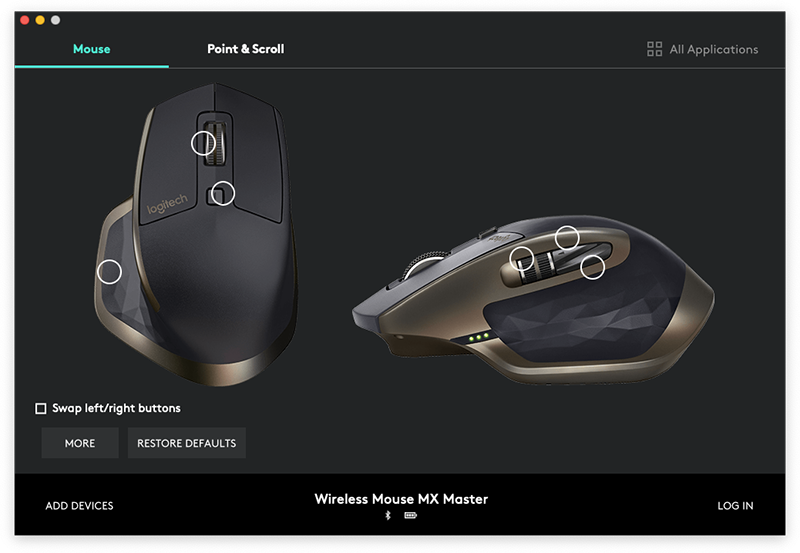 Mouse
Point & Scroll
All Applications
logitech
Swap left/right buttons
MORE
RESTORE DEFAULTS
ADD DEVICES
Wireless Mouse MX Master
LOG IN